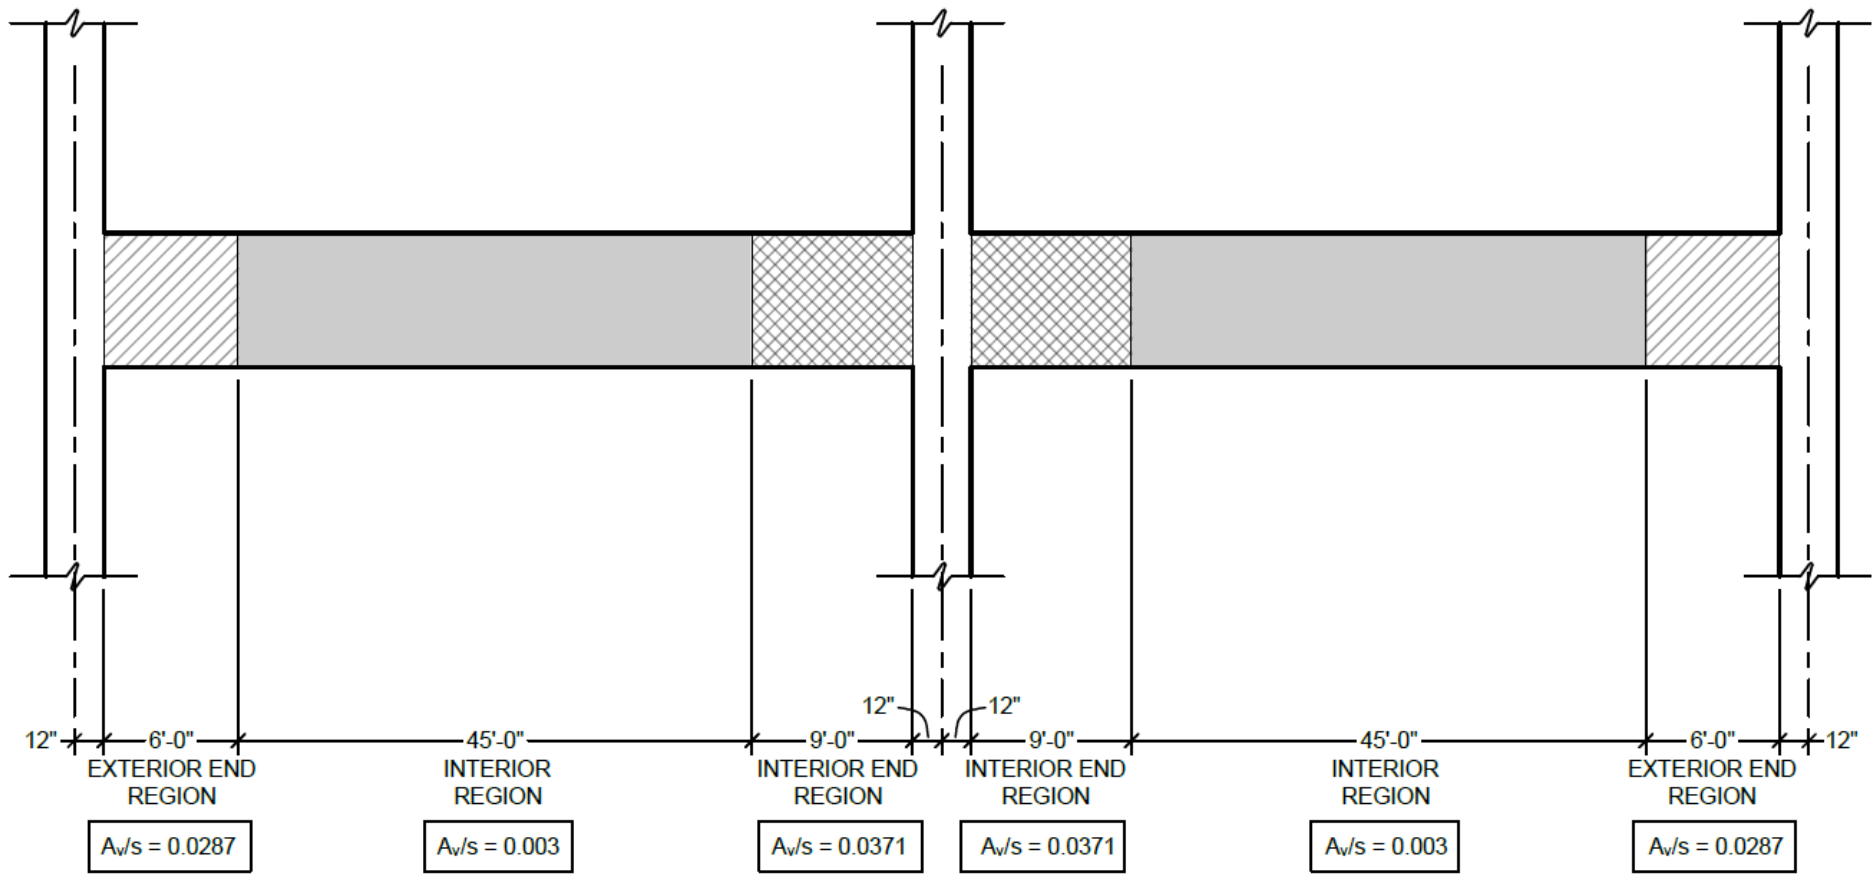 12" 12"
12" 6'-0" 45'-0" 9'-0" 9'-0" 45'-0" 6'-0" 12"
EXTERIOR END INTERIOR INTERIOR END INTERIOR END INTERIOR EXTERIOR END
REGION REGION REGION REGION REGION REGION
Aᵥ/s = 0.0287 Aᵥ/s = 0.003 Aᵥ/s = 0.0371 Aᵥ/s = 0.0371 Aᵥ/s = 0.003 Aᵥ/s = 0.0287